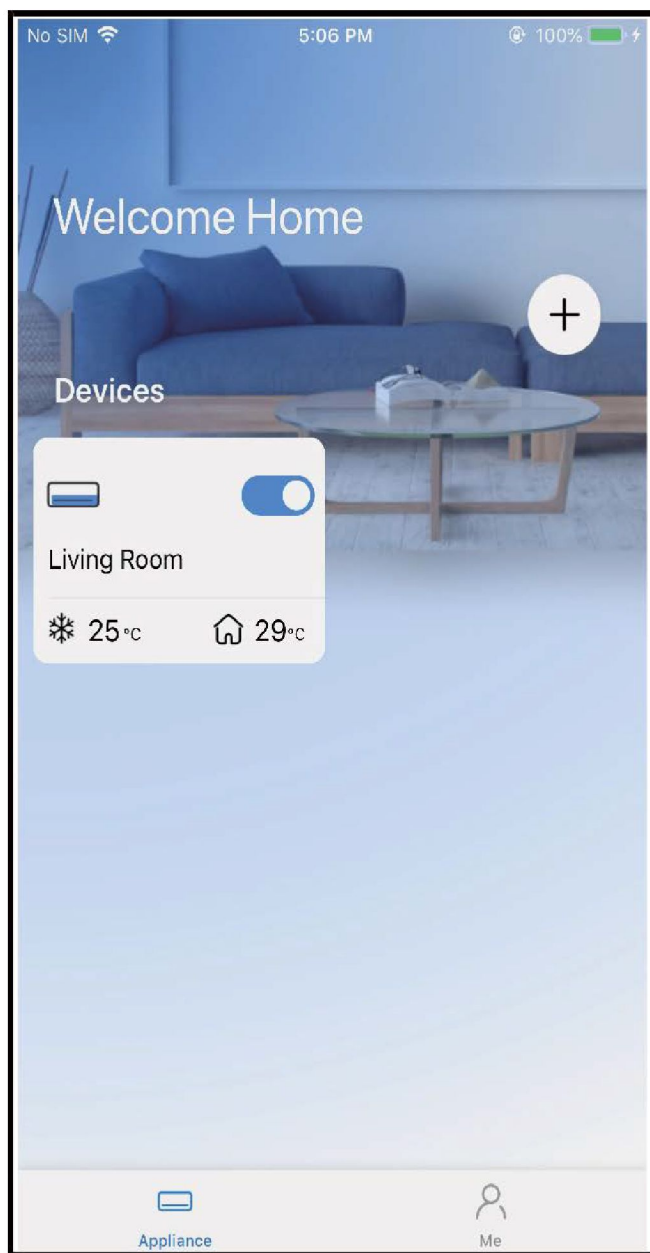 No SIM 5:06 PM 100%
Welcome Home
+
Devices
Living Room
25°C 29°C
Appliance Me